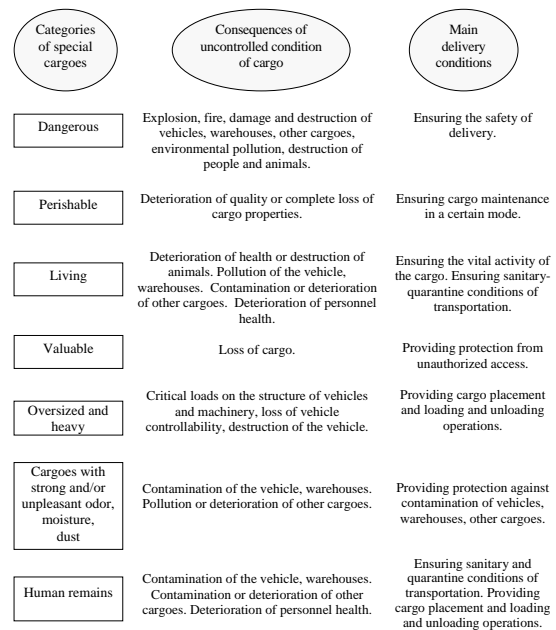 Categories
of special
cargoes
Consequences of
uncontrolled condition
of cargo
Main
delivery
conditions
Dangerous
Explosion, fire, damage and destruction of
vehicles, warehouses, other cargoes,
environmental pollution, destruction of
people and animals.
Ensuring the safety of
delivery.
Perishable
Deterioration of quality or complete loss of
cargo properties.
Ensuring cargo maintenance
in a certain mode.
Living
Deterioration of health or destruction of
animals. Pollution of the vehicle,
warehouses. Contamination or deterioration
of other cargoes. Deterioration of personnel
health.
Ensuring the vital activity of
the cargo. Ensuring sanitary-
quarantine conditions of
transportation.
Valuable
Loss of cargo.
Providing protection from
unauthorized access.
Oversized and
heavy
Critical loads on the structure of vehicles
and machinery, loss of vehicle
controllability, destruction of the vehicle.
Providing cargo placement
and loading and unloading
operations.
Cargoes with
strong and/or
unpleasant odor,
moisture,
dust
Contamination of the vehicle, warehouses.
Pollution or deterioration of other cargoes.
Providing protection against
contamination of vehicles,
warehouses, other cargoes.
Human remains
Contamination of the vehicle, warehouses.
Contamination or deterioration of other
cargoes. Deterioration of personnel health.
Ensuring sanitary and
quarantine conditions of
transportation. Providing
cargo placement and loading
and unloading operations.